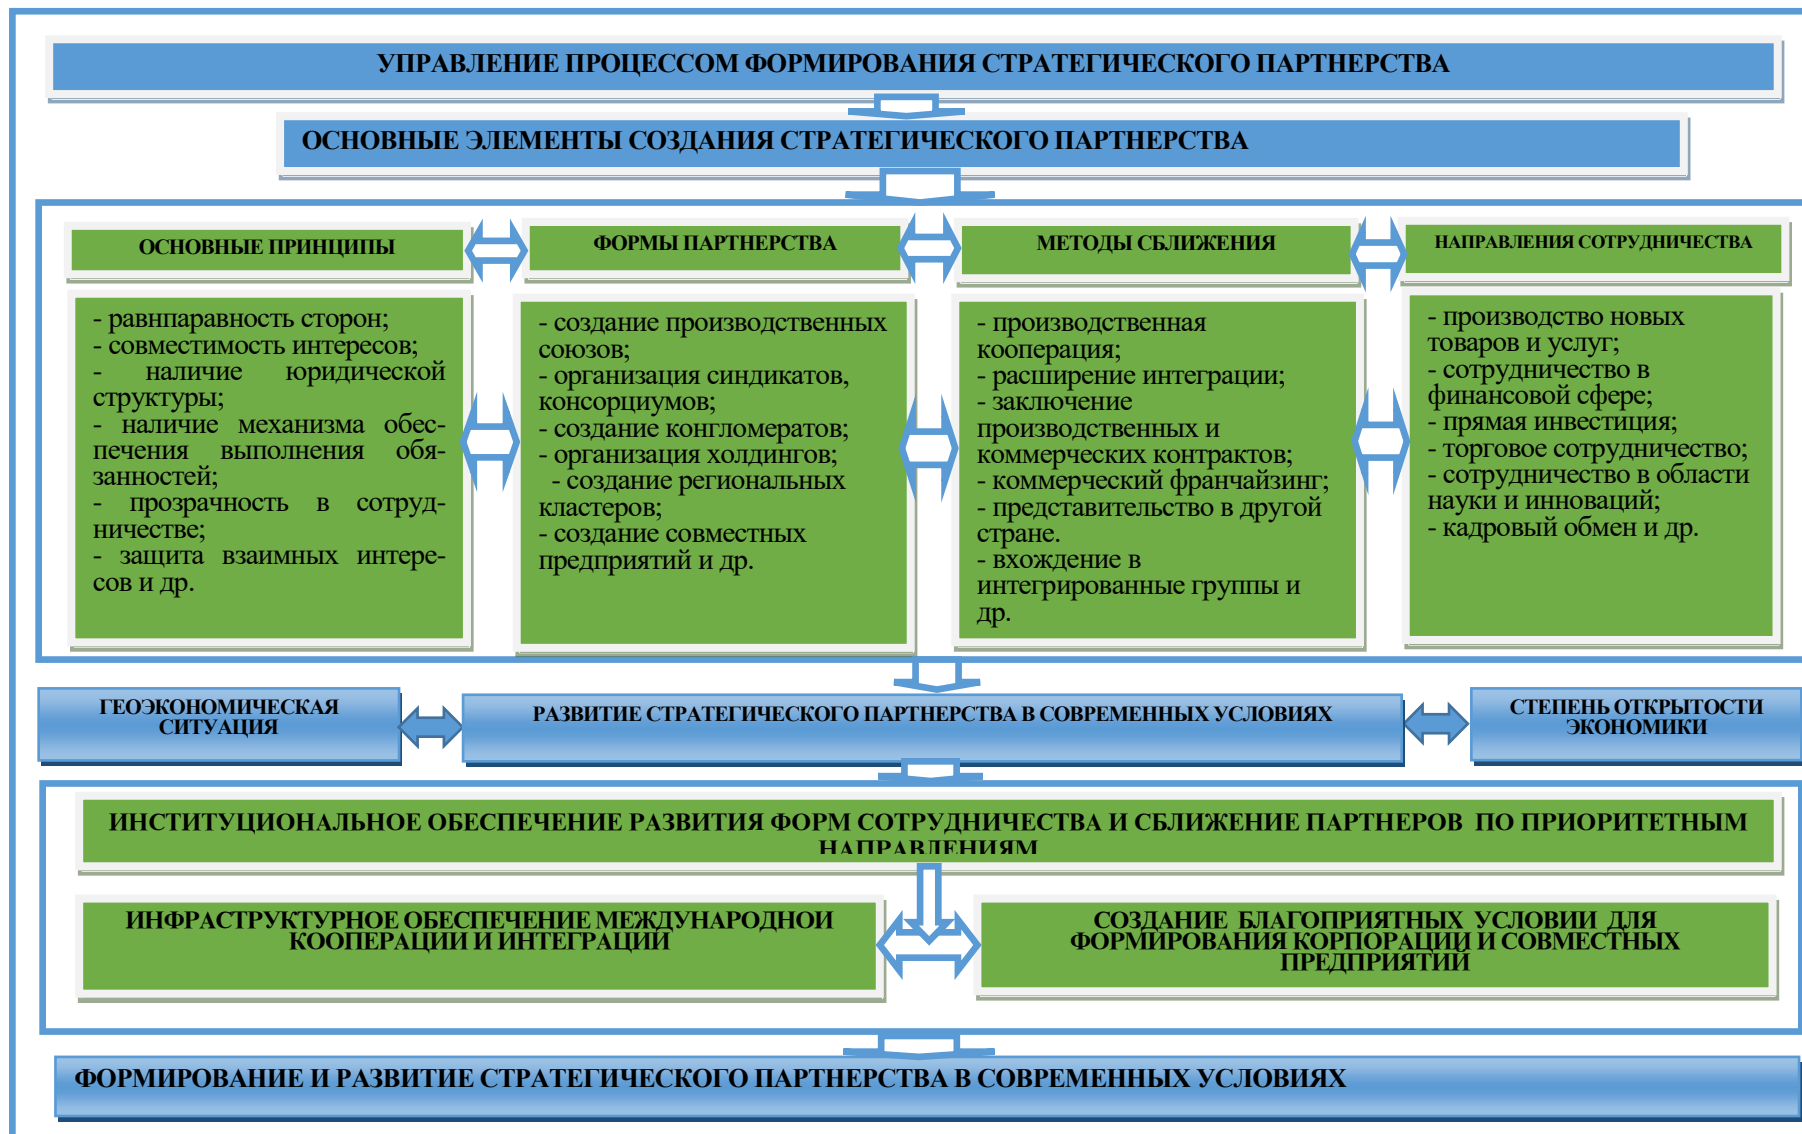 УПРАВЛЕНИЕ ПРОЦЕССОМ ФОРМИРОВАНИЯ СТРАТЕГИЧЕСКОГО ПАРТНЕРСТВА
ОСНОВНЫЕ ЭЛЕМЕНТЫ СОЗДАНИЯ СТРАТЕГИЧЕСКОГО ПАРТНЕРСТВА
ОСНОВНЫЕ ПРИНЦИПЫ
- равнпаравность сторон;
- совместимость интересов;
- наличие юридической
структуры;
- наличие механизма обес-
печения выполнения обя-
занностей;
- прозрачность в сотруд-
ничестве;
- защита взаимных интере-
сов и др.
ФОРМЫ ПАРТНЕРСТВА
- создание производственных
союзов;
- организация синдикатов,
консорциумов;
- создание конгломератов;
- организация холдингов;
- создание региональных
кластеров;
- создание совместных
предприятий и др.
МЕТОДЫ СБЛИЖЕНИЯ
- производственная
кооперация;
- расширение интеграции;
- заключение
производственных и
коммерческих контрактов;
- коммерческий франчайзинг;
- представительство в другой
стране.
- вхождение в
интегрированные группы и
др.
НАПРАВЛЕНИЯ СОТРУДНИЧЕСТВА
- производство новых
товаров и услуг;
- сотрудничество в
финансовой сфере;
- прямая инвестиция;
- торговое сотрудничество;
- сотрудничество в области
науки и инноваций;
- кадровый обмен и др.
ГЕОЭКОНОМИЧЕСКАЯ
СИТУАЦИЯ
РАЗВИТИЕ СТРАТЕГИЧЕСКОГО ПАРТНЕРСТВА В СОВРЕМЕННЫХ УСЛОВИЯХ
СТЕПЕНЬ ОТКРЫТОСТИ
ЭКОНОМИКИ
ИНСТИТУЦИОНАЛЬНОЕ ОБЕСПЕЧЕНИЕ РАЗВИТИЯ ФОРМ СОТРУДНИЧЕСТВА И СБЛИЖЕНИЕ ПАРТНЕРОВ ПО ПРИОРИТЕТНЫМ
НАПРАВЛЕНИЯМ
ИНФРАСТРУКТУРНОЕ ОБЕСПЕЧЕНИЕ МЕЖДУНАРОДНОЙ
КООПЕРАЦИИ И ИНТЕГРАЦИИ
СОЗДАНИЕ БЛАГОПРИЯТНЫХ УСЛОВИЙ ДЛЯ
ФОРМИРОВАНИЯ КОРПОРАЦИЙ И СОВМЕСТНЫХ
ПРЕДПРИЯТИЙ
ФОРМИРОВАНИЕ И РАЗВИТИЕ СТРАТЕГИЧЕСКОГО ПАРТНЕРСТВА В СОВРЕМЕННЫХ УСЛОВИЯХ